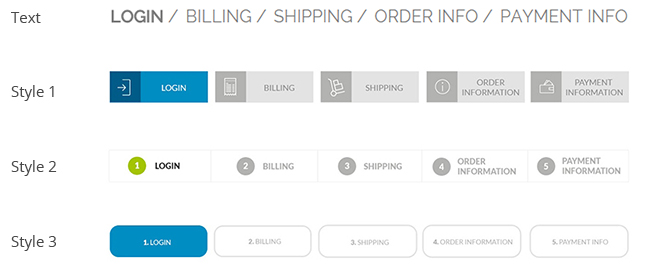 Text LOGIN / BILLING / SHIPPING / ORDER INFO / PAYMENT INFO
Style 1 LOGIN BILLING SHIPPING ORDER INFORMATION PAYMENT INFORMATION
Style 2 1 LOGIN 2 BILLING 3 SHIPPING 4 ORDER INFORMATION 5 PAYMENT INFORMATION
Style 3 1. LOGIN 2. BILLING 3. SHIPPING 4. ORDER INFORMATION 5. PAYMENT INFO